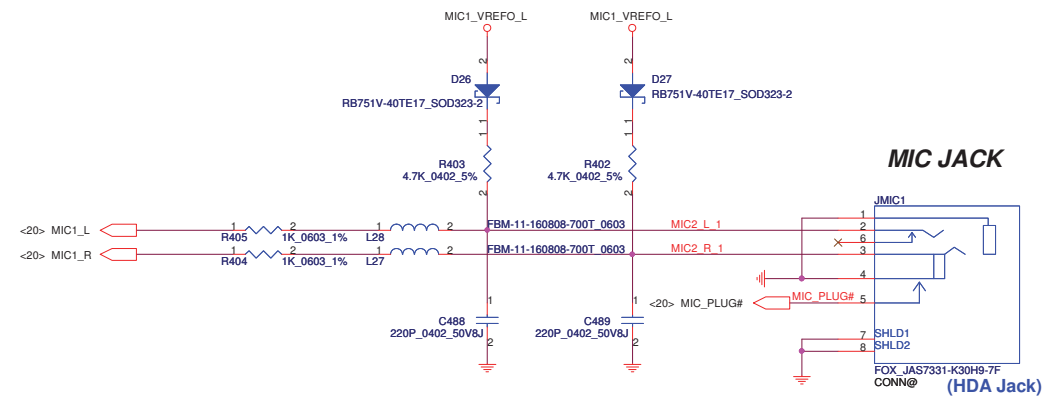 MIC1_VREFO_L
MIC1_VREFO_L
2
2
D26
D27
RB751V-40TE17_SOD323-2
RB751V-40TE17_SOD323-2
1
1
1
1
R403
R402
4.7K_0402_5%
4.7K_0402_5%
2
2
MIC JACK
JMIC1
<20> MIC1_L
1
R405
2
1K_0603_1%
1
L28
2
FBM-11-160808-700T_0603
MIC2_L_1
<20> MIC1_R
1
R404
2
1K_0603_1%
1
L27
2
FBM-11-160808-700T_0603
MIC2_R_1
1
2
6
3
4
<20> MIC_PLUG#
MIC_PLUG#
5
1
1
C488
C489
220P_0402_50V8J
220P_0402_50V8J
2
2
7
SHLD1
8
SHLD2
FOX_JAS7331-K30H9-7F
CONN@
(HDA Jack)